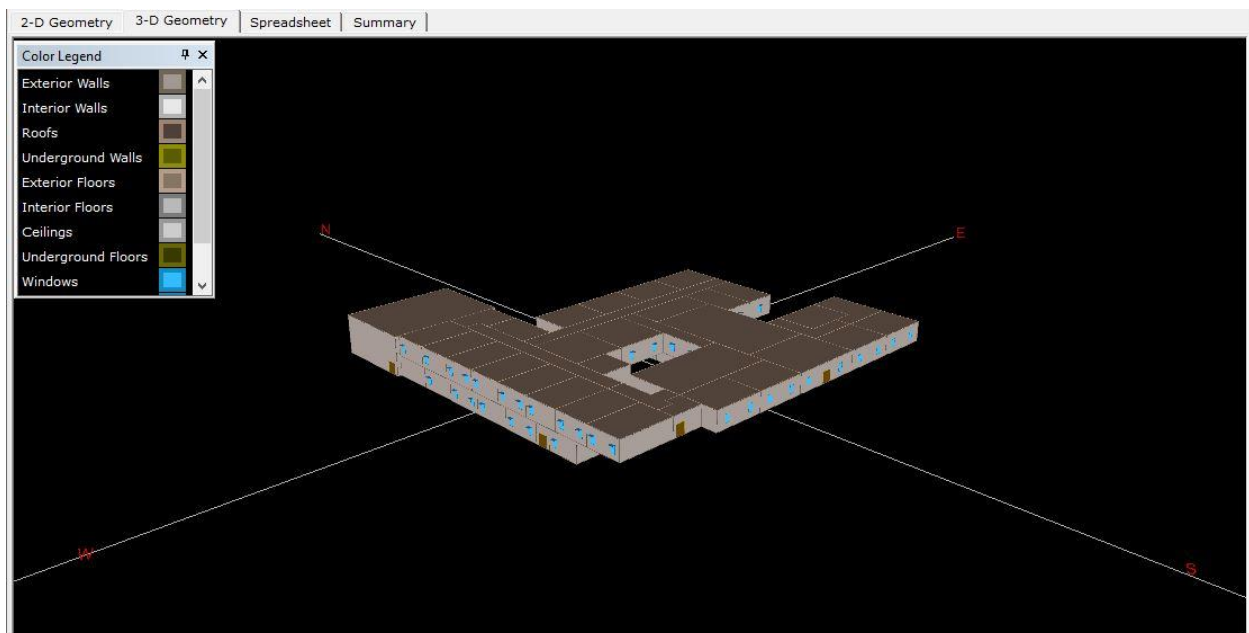 2-D Geometry 3-D Geometry Spreadsheet Summary
Color Legend
Exterior Walls
Interior Walls
Roofs
Underground Walls
Exterior Floors
Interior Floors
Ceilings
Underground Floors
Windows
N
E
W
S